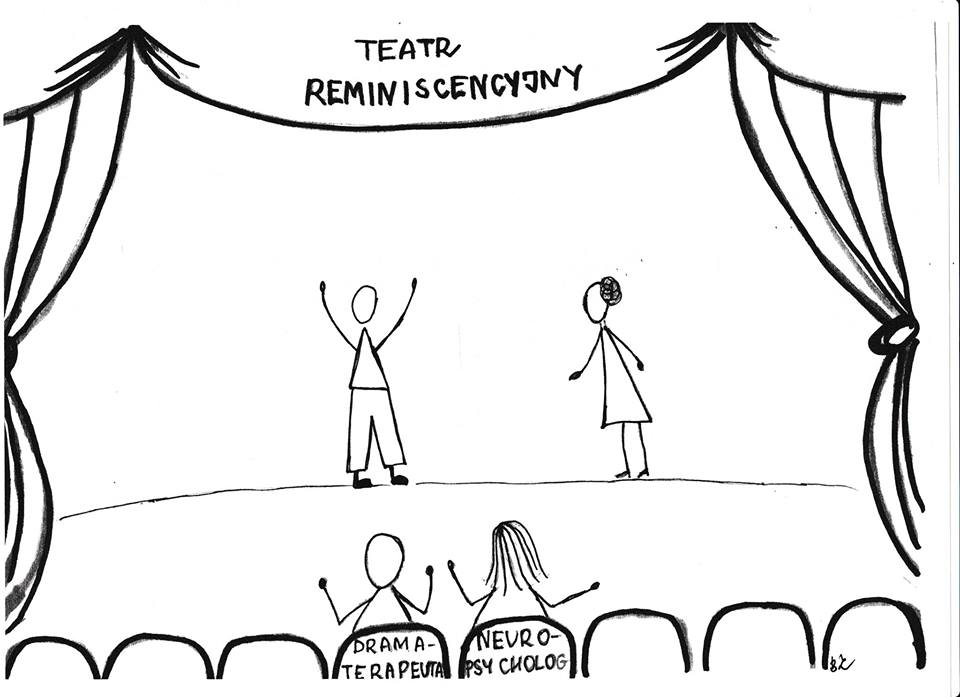 TEATR
REMINISCENCYJNY
DRAMA-
TERAPEUTA
NEURO-
PSYCHOLOG